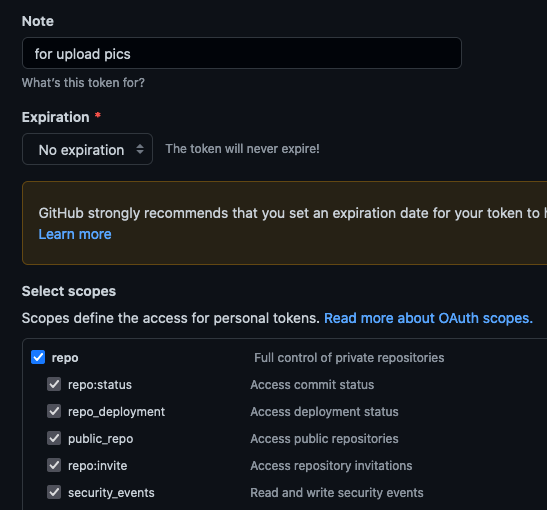 Note
for upload pics
What's this token for?
Expiration *
No expiration The token will never expire!
GitHub strongly recommends that you set an expiration date for your token to
Learn more
Select scopes
Scopes define the access for personal tokens. Read more about OAuth scopes.
repo Full control of private repositories
repo:status Access commit status
repo_deployment Access deployment status
public_repo Access public repositories
repo:invite Access repository invitations
security_events Read and write security events